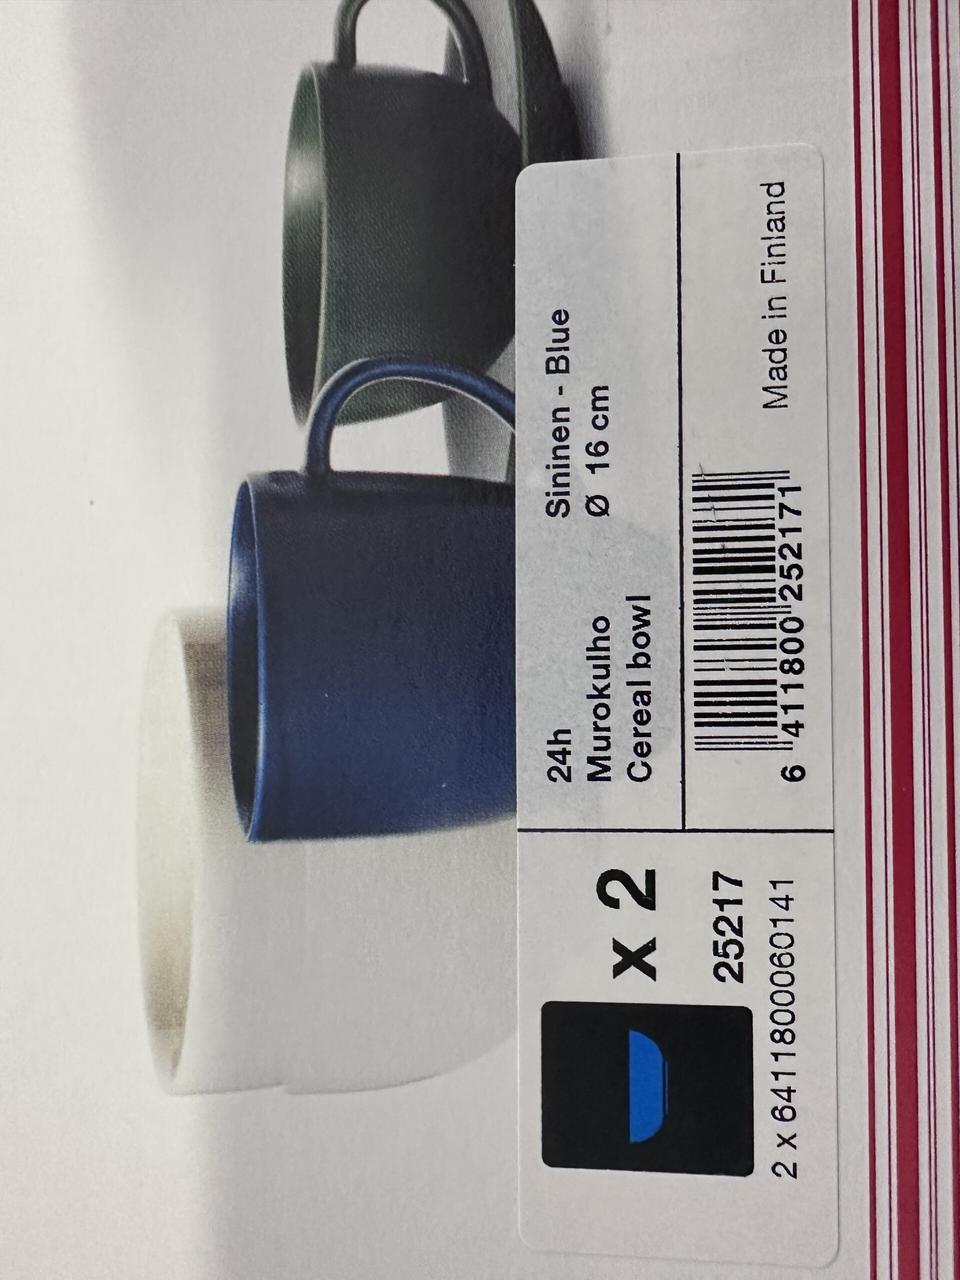 24h
Murokulho
Cereal bowl
Sininen - Blue
Ø 16 cm
x 2
25217
2 x 6411800060141
6 411800 252171
Made in Finland